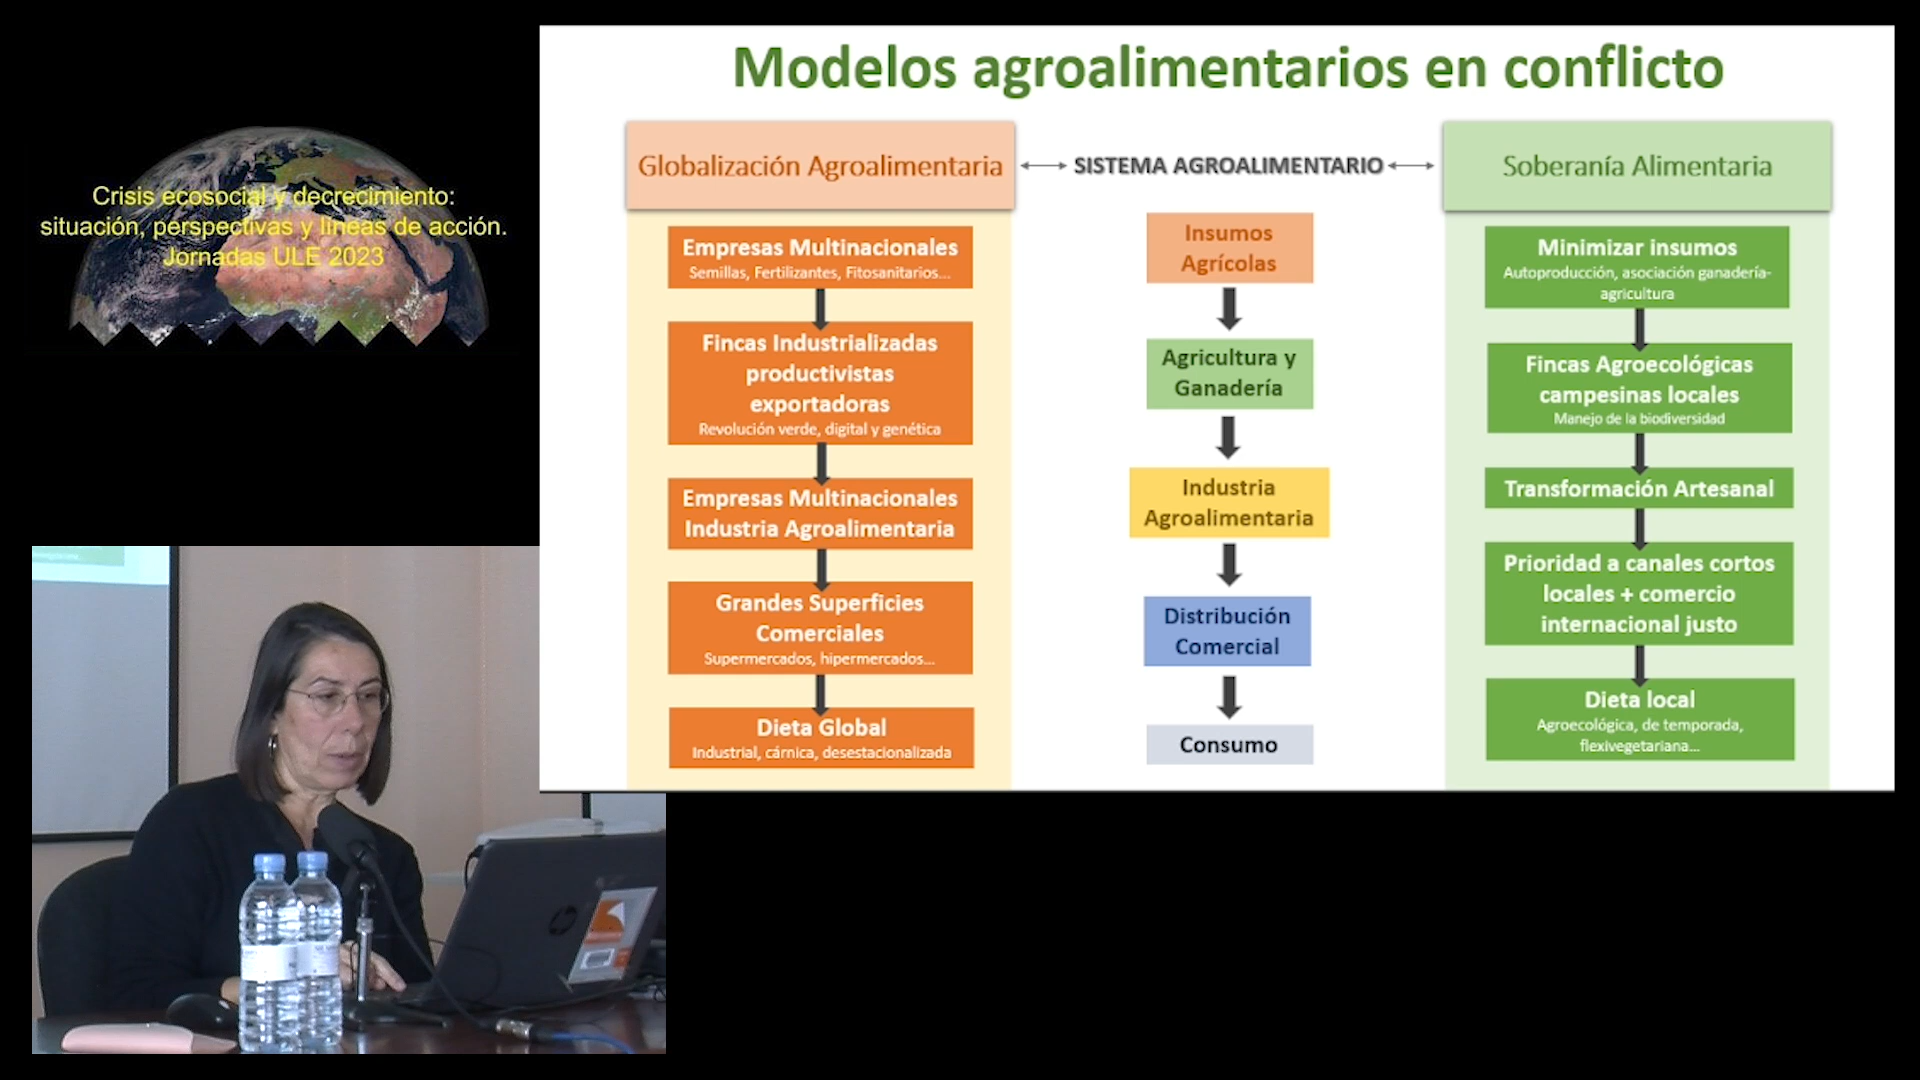 Crisis ecosocial y decrecimiento:
situación, perspectivas y líneas de acción.
Jornadas ULE 2023
Modelos agroalimentarios en conflicto
Globalización Agroalimentaria
SISTEMA AGROALIMENTARIO
Soberanía Alimentaria
Empresas Multinacionales
Semillas, Fertilizantes, Fitosanitarios...
Fincas Industrializadas
productivistas
exportadoras
Revolución verde, digital y genética
Empresas Multinacionales
Industria Agroalimentaria
Grandes Superficies
Comerciales
Supermercados, hipermercados...
Dieta Global
Industrial, cárnica, desestacionalizada
Insumos
Agrícolas
Agricultura y
Ganadería
Industria
Agroalimentaria
Distribución
Comercial
Consumo
Minimizar insumos
Autoproducción, asociación ganadería-
agricultura
Fincas Agroecológicas
campesinas locales
Manejo de la biodiversidad
Transformación Artesanal
Prioridad a canales cortos
locales + comercio
internacional justo
Dieta local
Agroecológica, de temporada,
flexivegetariana...
hp